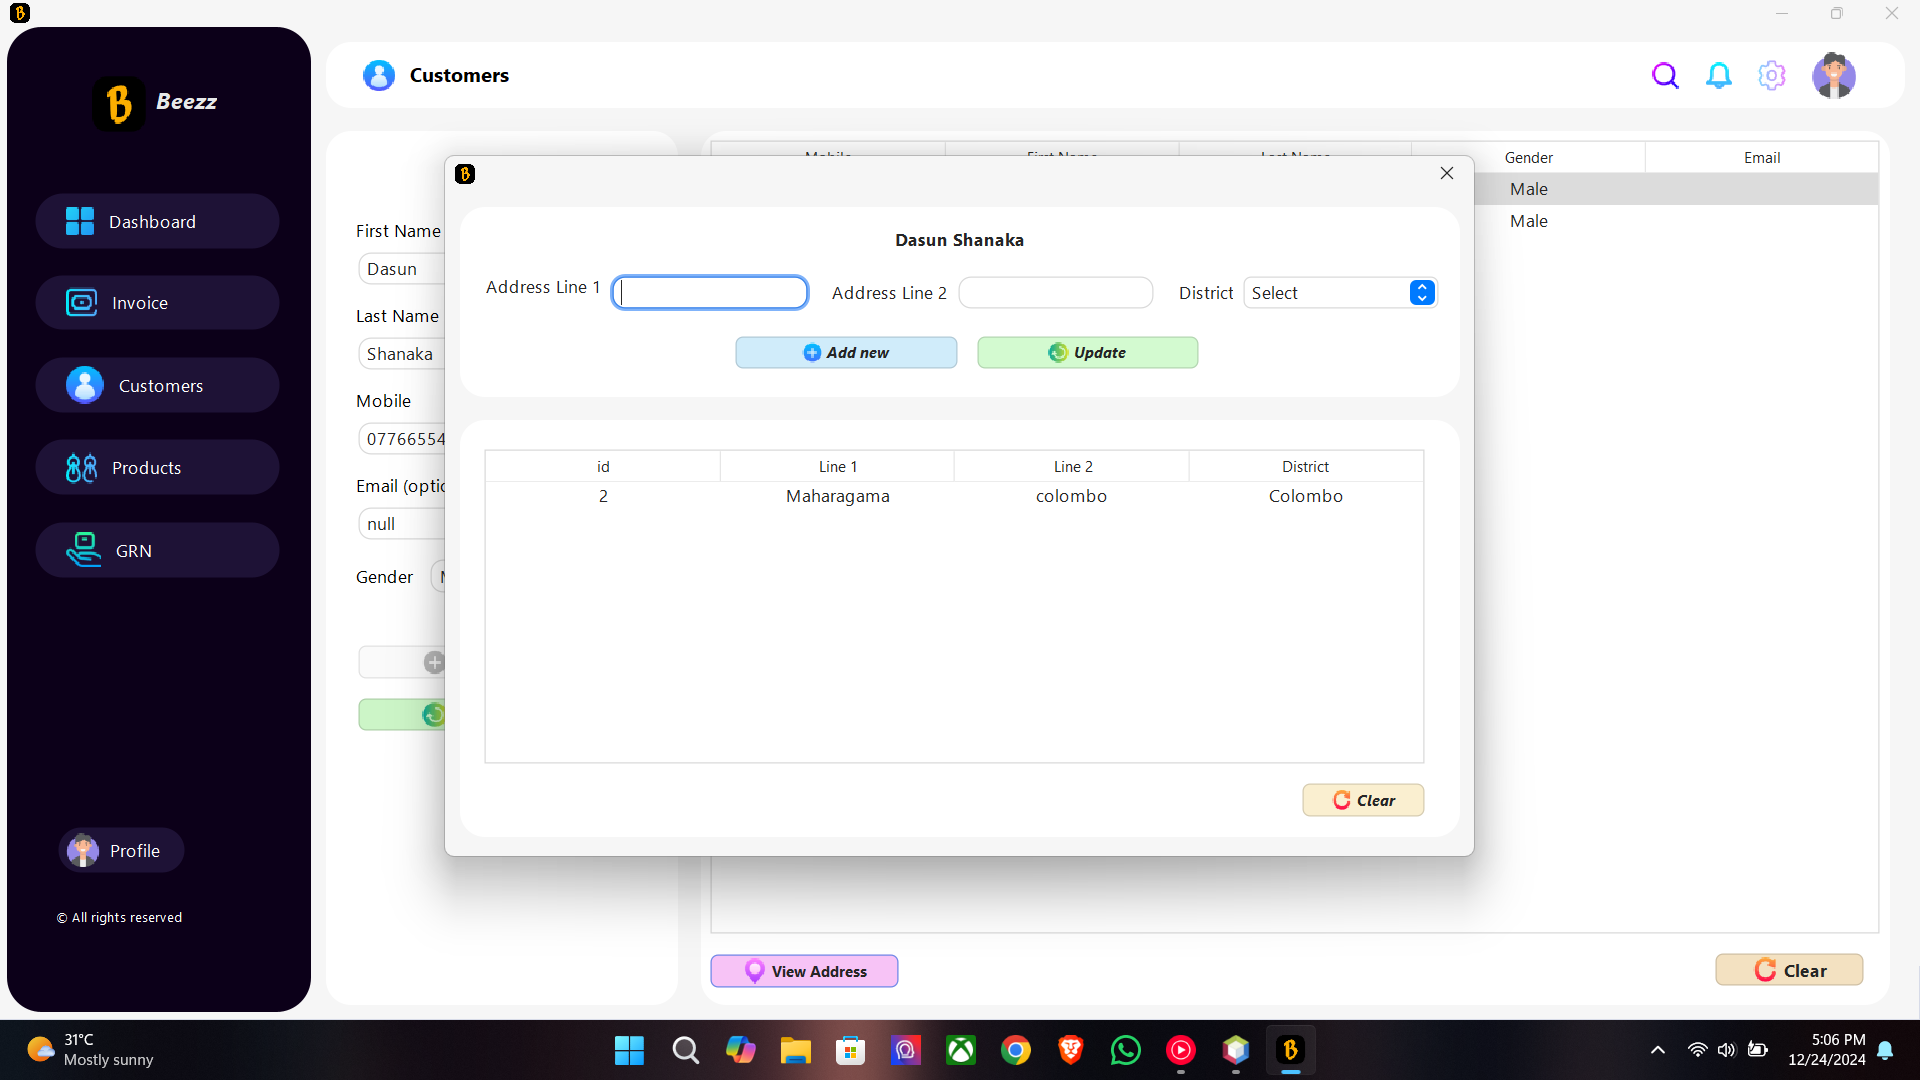 B
B
Beezz
Customers
Dashboard
Invoice
Customers
Products
GRN
Profile
© All rights reserved
First Name
Dasun
Last Name
Shanaka
Mobile
07766554
Email (optic
null
Gender
Mobile First Name Last Name Gender Email
Male
Male
B
Dasun Shanaka
Address Line 1
Address Line 2
District Select
Add new
Update
id Line 1 Line 2 District
2 Maharagama colombo Colombo
Clear
View Address
Clear
31°C
Mostly sunny
B
5:06 PM
12/24/2024